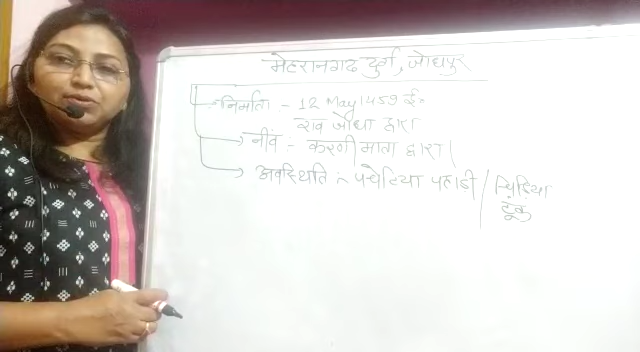 मेहरानगढ दुर्ग, जोधपुर
निर्माता - 12 May 1459 ई॰
राव जोधा द्वारा
नींव :- करणी माता द्वारा।
अवस्थिति :- पचेटिया पहाडी / चिड़िया
टूंक